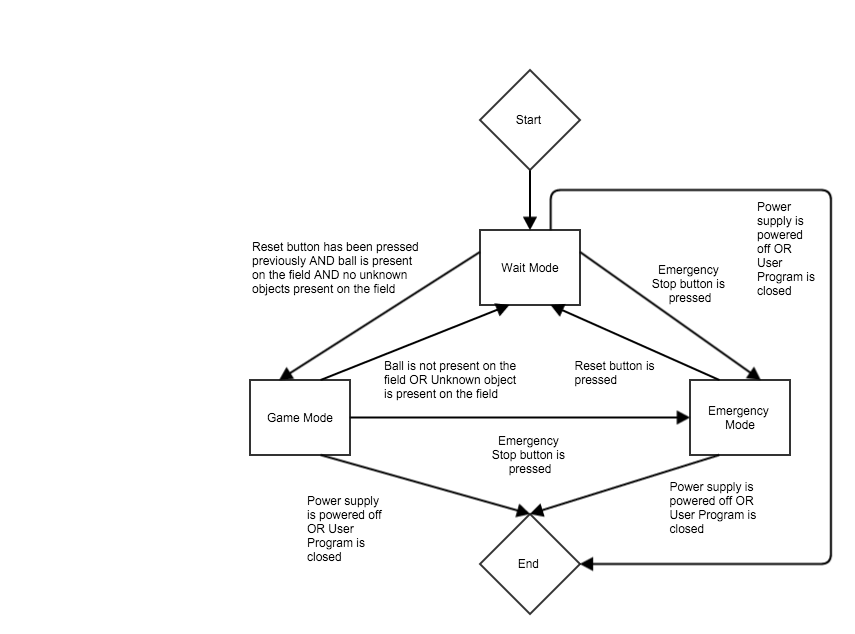 Start
Power
supply is
powered
off OR
User
Program is
closed
Reset button has been pressed
previously AND ball is present
on the field AND no unknown
objects present on the field
Wait Mode
Emergency
Stop button is
pressed
Ball is not present on the
field OR Unknown object
is present on the field
Reset button is
pressed
Game Mode
Emergency
Mode
Emergency
Stop button is
pressed
Power supply
is powered off
OR User
Program is
closed
Power supply is
powered off OR
User Program is
closed
End